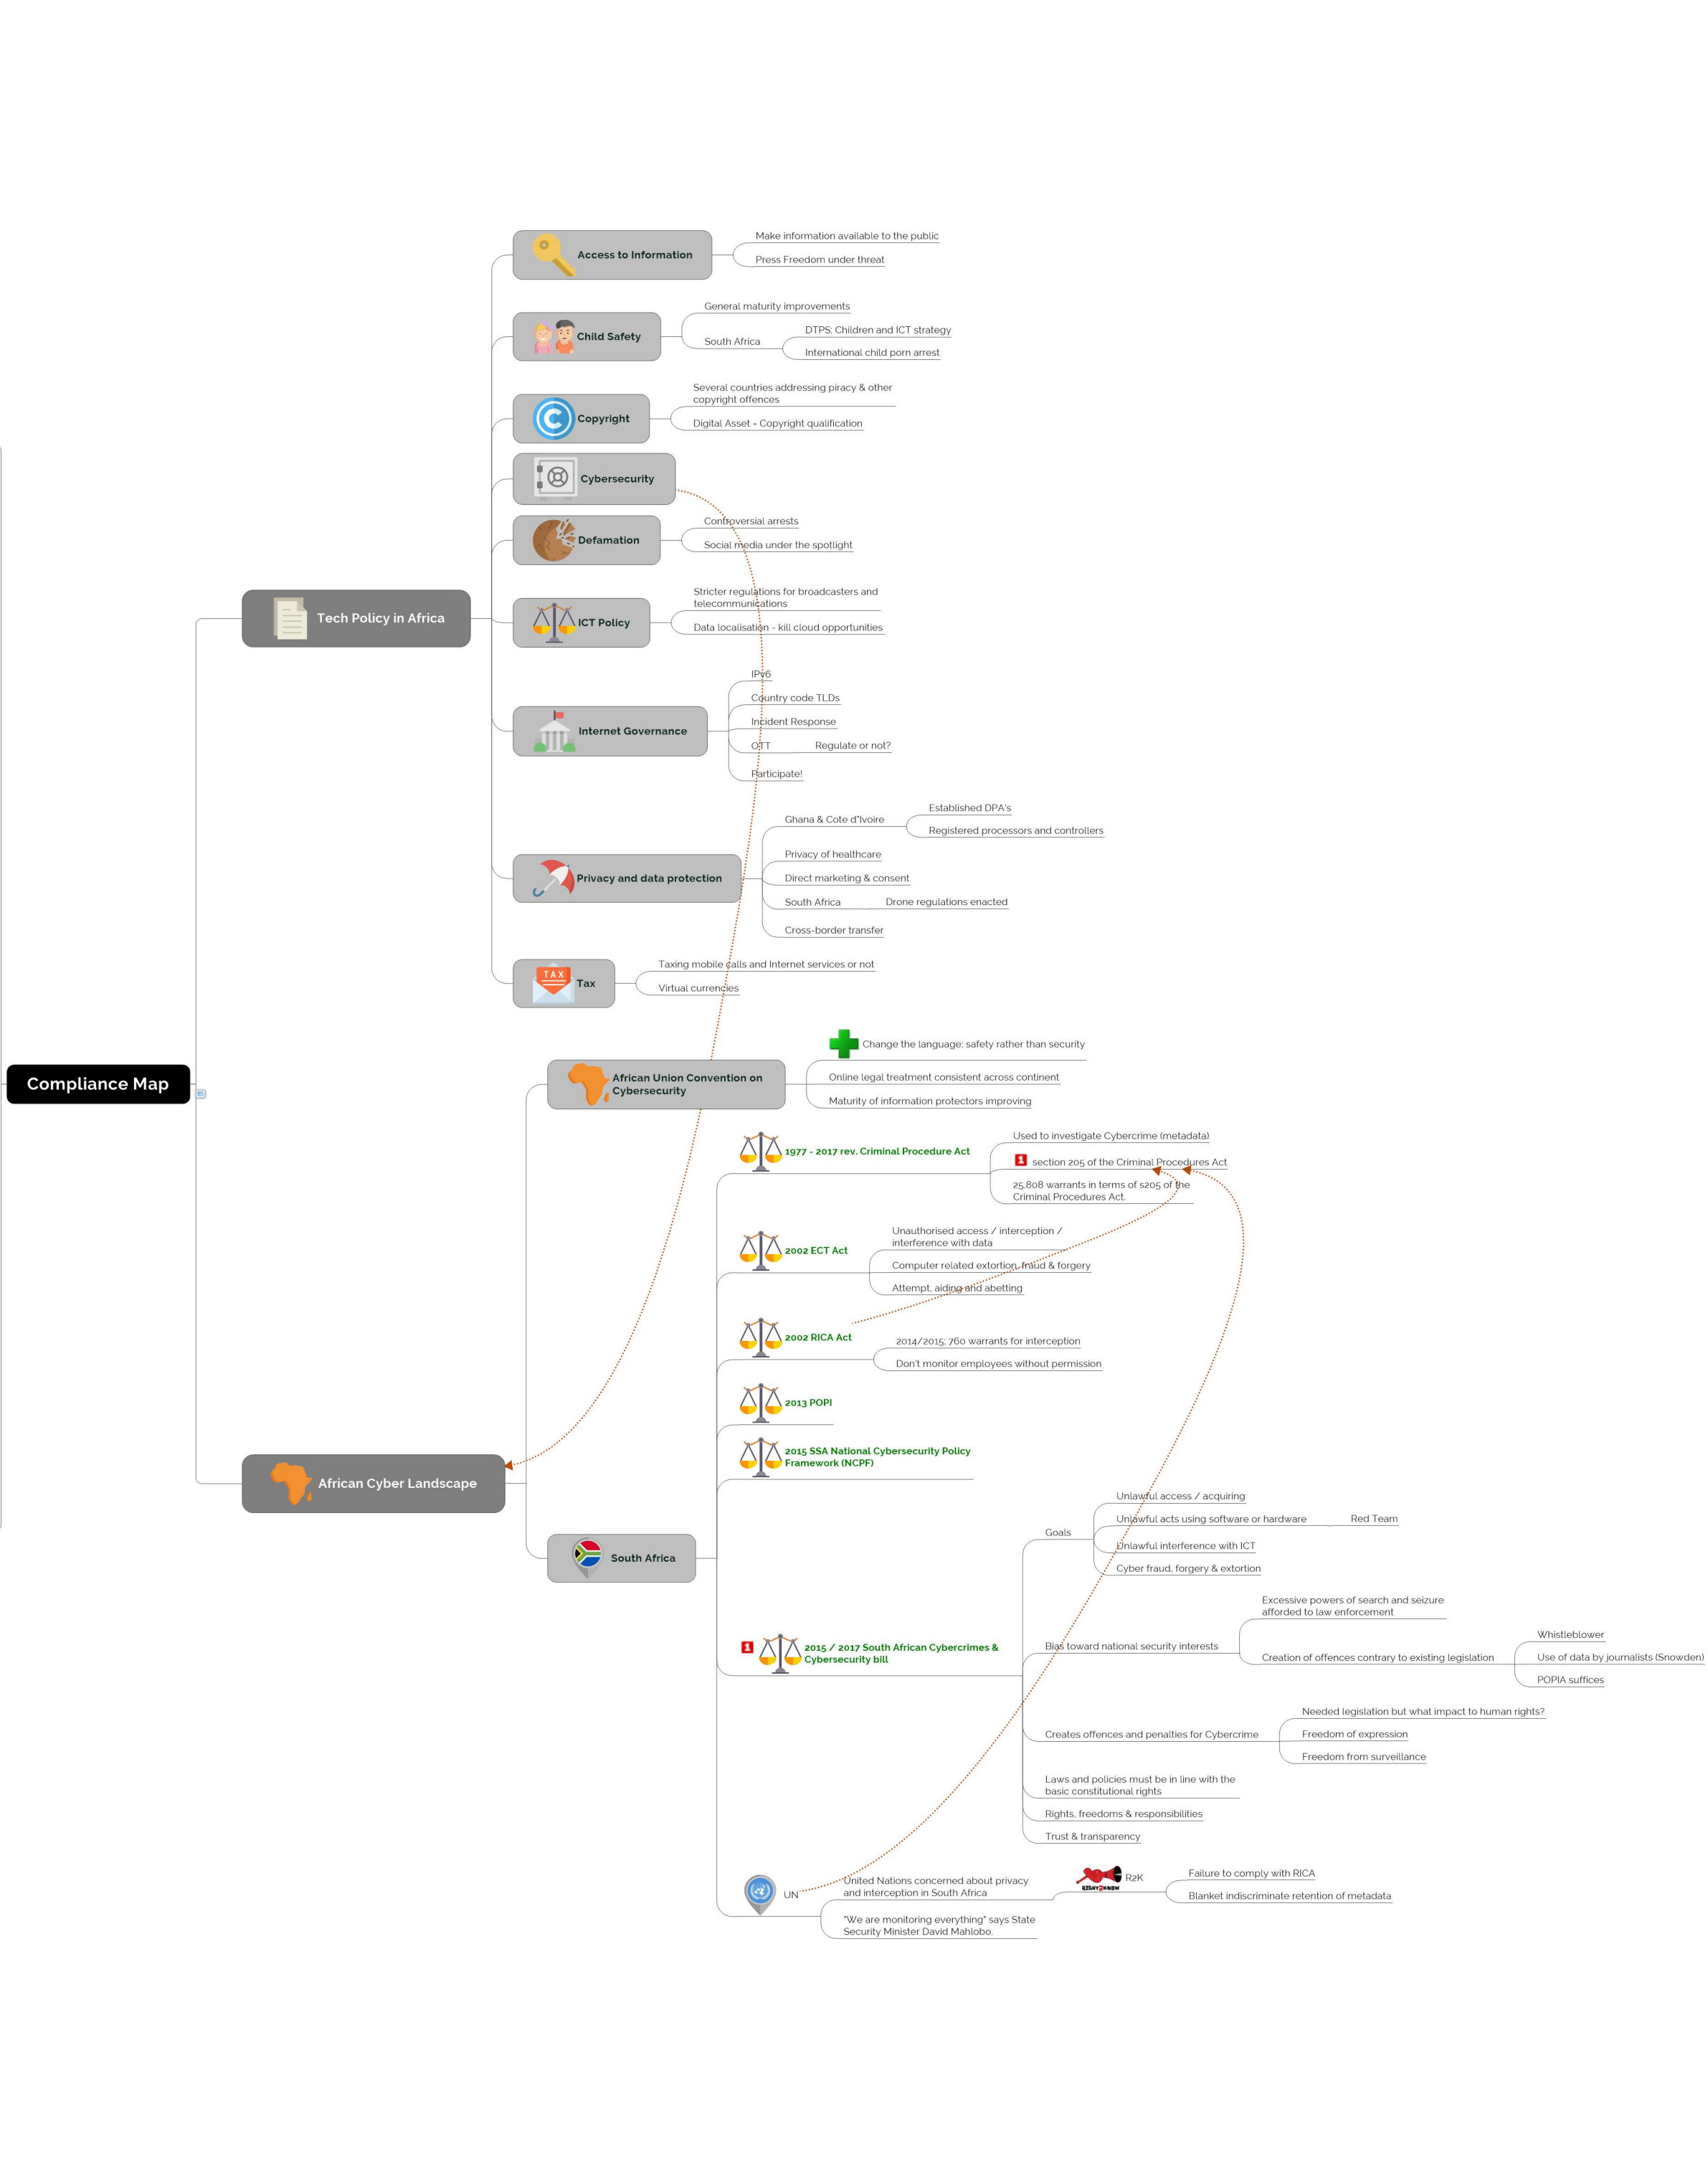 Compliance Map
Tech Policy in Africa
Access to Information
Make information available to the public
Press Freedom under threat
Child Safety
General maturity improvements
South Africa
DTPS: Children and ICT strategy
International child porn arrest
Copyright
Several countries addressing piracy & other
copyright offences
Digital Asset = Copyright qualification
Cybersecurity
Defamation
Controversial arrests
Social media under the spotlight
ICT Policy
Stricter regulations for broadcasters and
telecommunications
Data localisation - kill cloud opportunities
Internet Governance
IPv6
Country code TLDs
Incident Response
OTT
Regulate or not?
Participate!
Privacy and data protection
Ghana & Cote d"Ivoire
Established DPA's
Registered processors and controllers
Privacy of healthcare
Direct marketing & consent
South Africa
Drone regulations enacted
Cross-border transfer
TAX
Tax
Taxing mobile calls and Internet services or not
Virtual currencies
African Cyber Landscape
African Union Convention on
Cybersecurity
Change the language: safety rather than security
Online legal treatment consistent across continent
Maturity of information protectors improving
South Africa
1977 - 2017 rev. Criminal Procedure Act
Used to investigate Cybercrime (metadata)
1 section 205 of the Criminal Procedures Act
25,808 warrants in terms of s205 of the
Criminal Procedures Act.
2002 ECT Act
Unauthorised access / interception /
interference with data
Computer related extortion, fraud & forgery
Attempt, aiding and abetting
2002 RICA Act
2014/2015; 760 warrants for interception
Don't monitor employees without permission
2013 POPI
2015 SSA National Cybersecurity Policy
Framework (NCPF)
1 2015 / 2017 South African Cybercrimes &
Cybersecurity bill
Goals
Unlawful access / acquiring
Unlawful acts using software or hardware
Red Team
Unlawful interference with ICT
Cyber fraud, forgery & extortion
Bias toward national security interests
Excessive powers of search and seizure
afforded to law enforcement
Creation of offences contrary to existing legislation
Whistleblower
Use of data by journalists (Snowden)
POPIA suffices
Creates offences and penalties for Cybercrime
Needed legislation but what impact to human rights?
Freedom of expression
Freedom from surveillance
Laws and policies must be in line with the
basic constitutional rights
Rights, freedoms & responsibilities
Trust & transparency
UN
United Nations concerned about privacy
and interception in South Africa
RIGHT2KNOW
R2K
Failure to comply with RICA
Blanket indiscriminate retention of metadata
"We are monitoring everything" says State
Security Minister David Mahlobo.